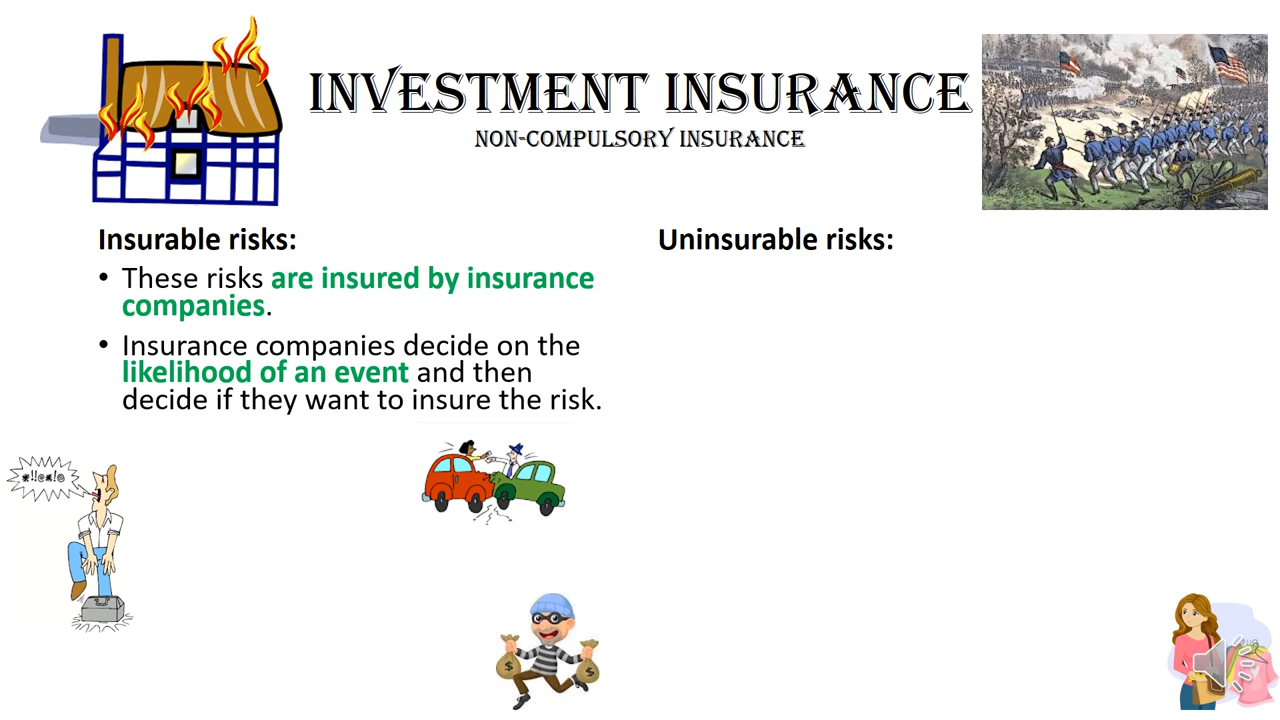 INVESTMENT INSURANCE
NON-COMPULSORY INSURANCE
Insurable risks:
• These risks are insured by insurance
companies.
• Insurance companies decide on the
likelihood of an event and then
decide if they want to insure the risk.
Uninsurable risks:
$ $